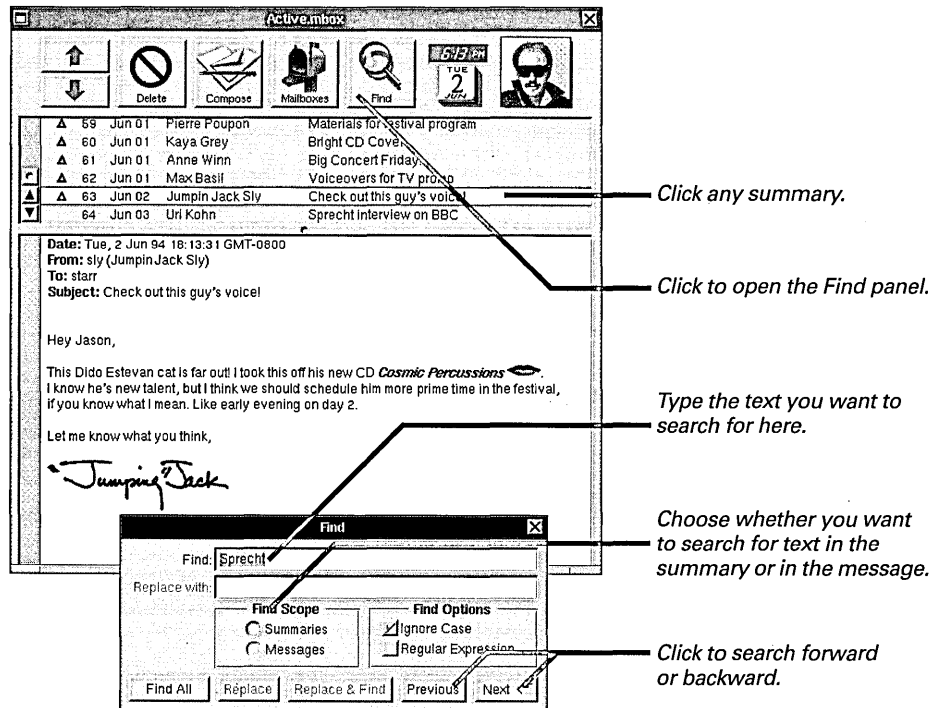 Active.mbox
6:13 PM
TUE
2
JUN
Delete
Compose
Mailboxes
Find
59 Jun 01 Pierre Poupon Materials for festival program
60 Jun 01 Kaya Grey Bright CD Cover
61 Jun 01 Anne Winn Big Concert Friday
62 Jun 01 Max Basil Voiceovers for TV promo
63 Jun 02 Jumpin Jack Sly Check out this guy's voice!
64 Jun 03 Uri Kohn Sprecht interview on BBC
Click any summary.
Date: Tue, 2 Jun 94 18:13:31 GMT-0800
From: sly (Jumpin Jack Sly)
To: starr
Subject: Check out this guy's voice!
Click to open the Find panel.
Hey Jason,
This Dido Estevan cat is far out! I took this off his new CD Cosmic Percussions
I know he's new talent, but I think we should schedule him more prime time in the festival,
if you know what I mean. Like early evening on day 2.
Let me know what you think,
"Jumping" Jack
Type the text you want to
search for here.
Find
Find: Sprecht
Replace with:
Find Scope
Summaries
Messages
Find Options
Ignore Case
Regular Expression
Find All Replace Replace & Find Previous Next
Choose whether you want
to search for text in the
summary or in the message.
Click to search forward
or backward.